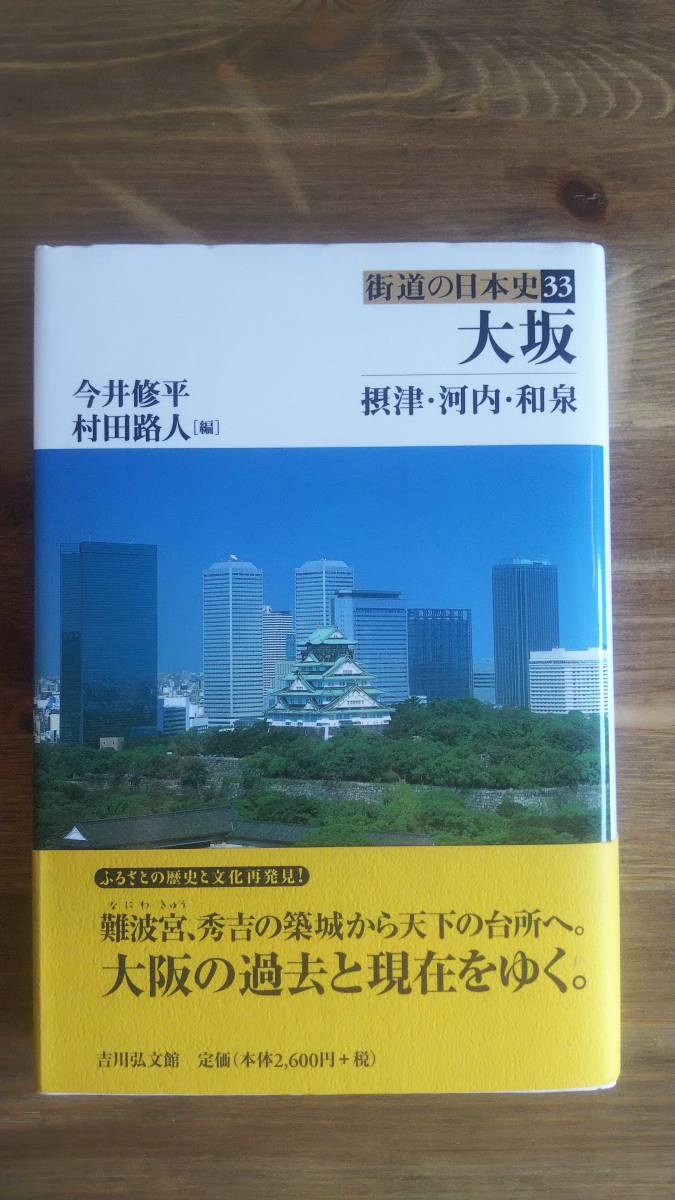 街道の日本史33
大坂
摂津・河内・和泉
今井修平
村田路人[編]
ふるさとの歴史と文化再発見!
なにわきゅう
難波宮、秀吉の築城から天下の台所へ。
大阪の過去と現在をゆく。
吉川弘文館 定価(本体2,600円+税)